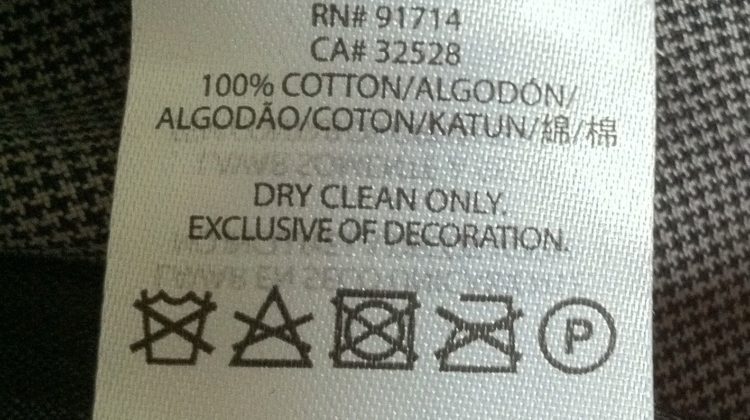 RN# 91714
CA# 32528
100% COTTON/ALGODÓN/
ALGODÃO/COTON/KATUN/綿/棉
DRY CLEAN ONLY.
EXCLUSIVE OF DECORATION.
P